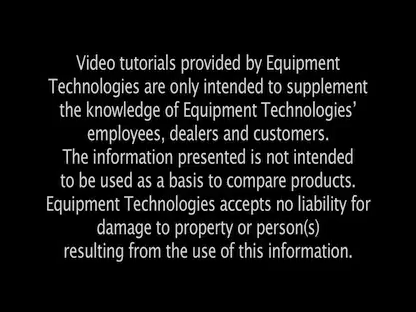 Video tutorials provided by Equipment
Technologies are only intended to supplement
the knowledge of Equipment Technologies’
employees, dealers and customers.
The information presented is not intended
to be used as a basis to compare products.
Equipment Technologies accepts no liability for
damage to property or person(s)
resulting from the use of this information.